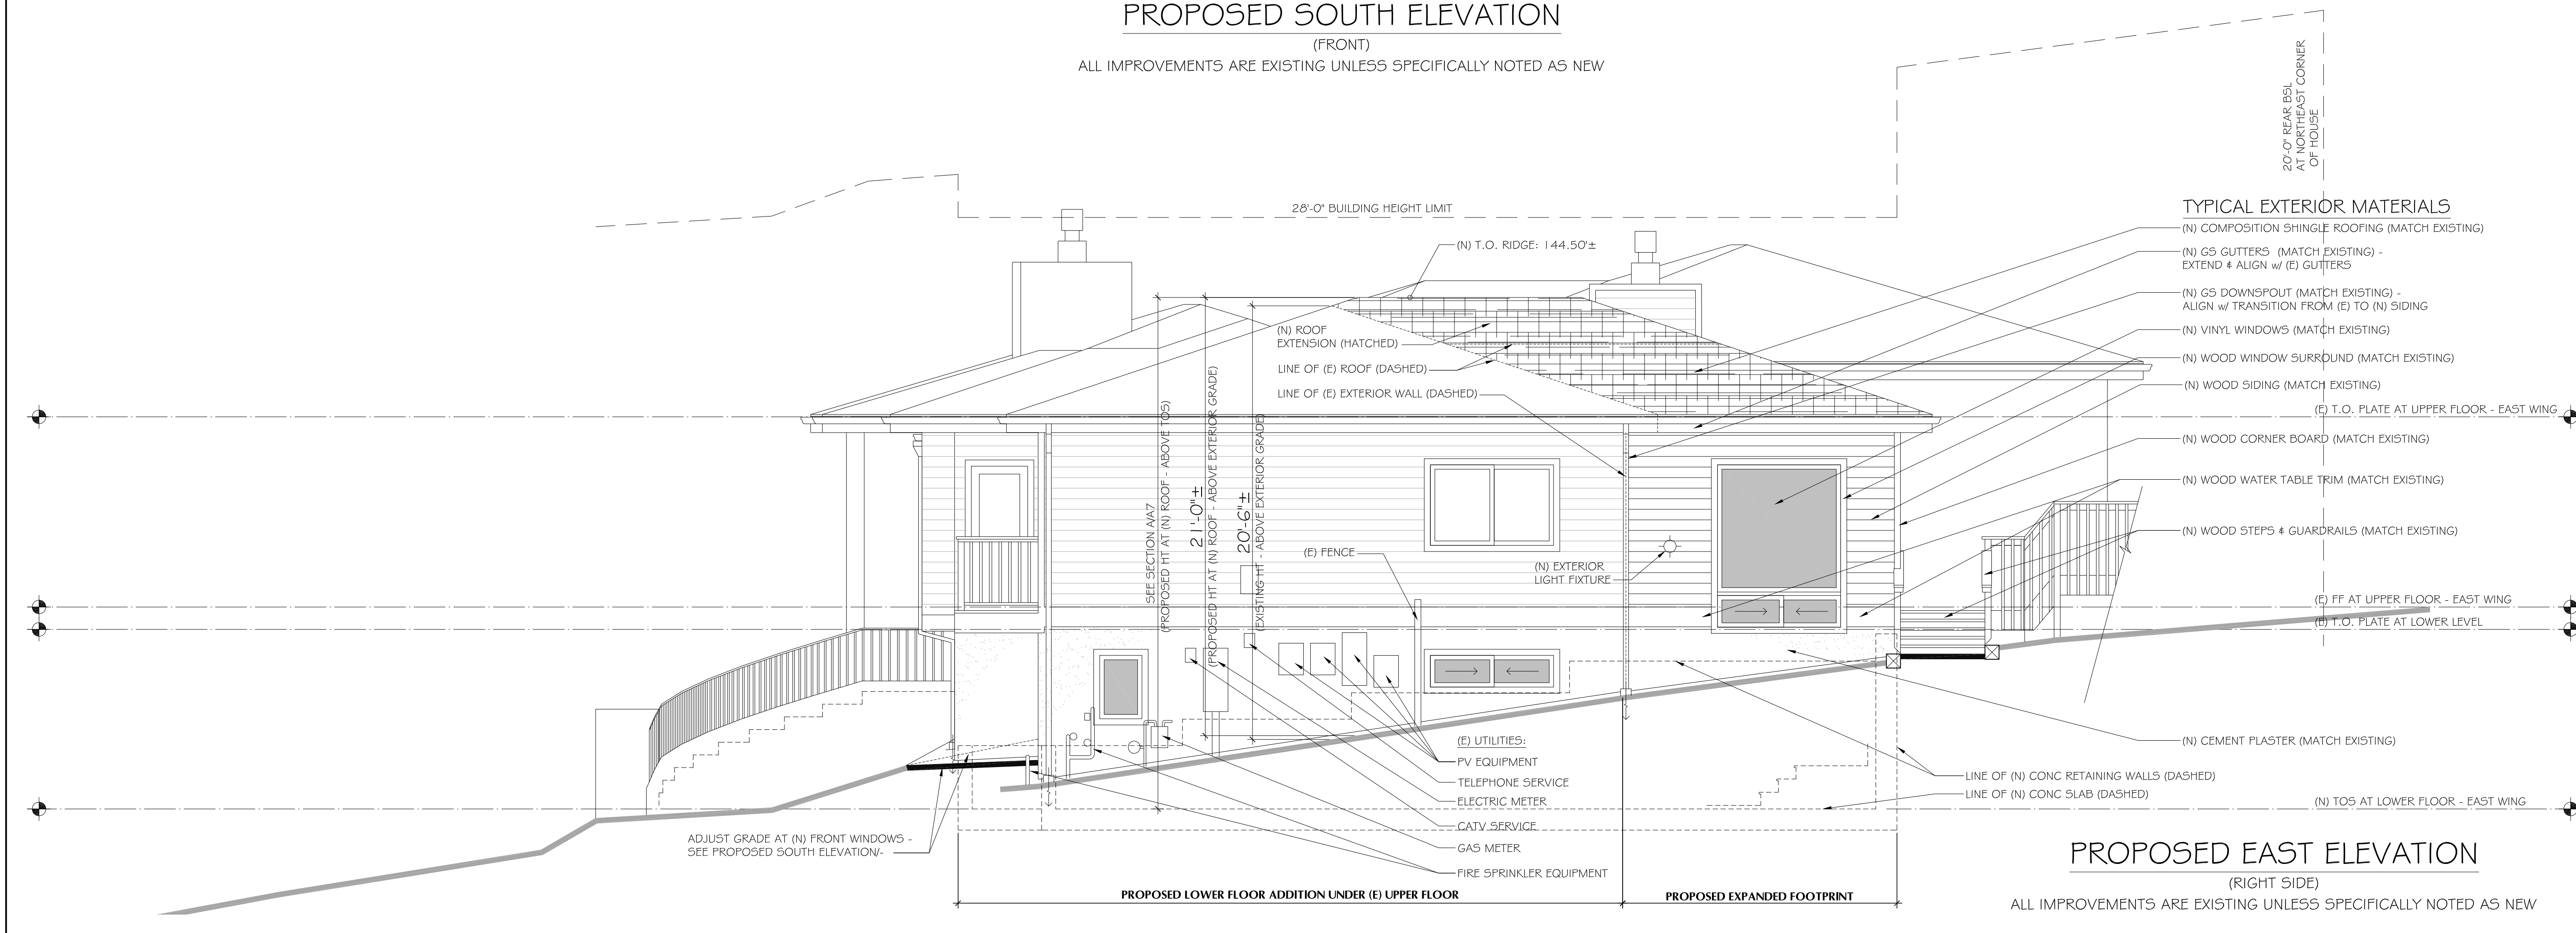 PROPOSED SOUTH ELEVATION
(FRONT)
ALL IMPROVEMENTS ARE EXISTING UNLESS SPECIFICALLY NOTED AS NEW
20'-0" REAR BSL
AT NORTHEAST CORNER
OF HOUSE
28'-0" BUILDING HEIGHT LIMIT
(N) T.O. RIDGE: 144.50'±
TYPICAL EXTERIOR MATERIALS
(N) COMPOSITION SHINGLE ROOFING (MATCH EXISTING)
(N) GS GUTTERS (MATCH EXISTING) -
EXTEND & ALIGN w/ (E) GUTTERS
(N) GS DOWNSPOUT (MATCH EXISTING) -
ALIGN w/ TRANSITION FROM (E) TO (N) SIDING
(N) VINYL WINDOWS (MATCH EXISTING)
(N) WOOD WINDOW SURROUND (MATCH EXISTING)
(N) WOOD SIDING (MATCH EXISTING)
(E) T.O. PLATE AT UPPER FLOOR - EAST WING
(N) WOOD CORNER BOARD (MATCH EXISTING)
(N) WOOD WATER TABLE TRIM (MATCH EXISTING)
(N) WOOD STEPS & GUARDRAILS (MATCH EXISTING)
(E) FF AT UPPER FLOOR - EAST WING
(E) T.O. PLATE AT LOWER LEVEL
(N) CEMENT PLASTER (MATCH EXISTING)
LINE OF (N) CONC RETAINING WALLS (DASHED)
LINE OF (N) CONC SLAB (DASHED)
(N) TOS AT LOWER FLOOR - EAST WING
(N) ROOF
EXTENSION (HATCHED)
LINE OF (E) ROOF (DASHED)
LINE OF (E) EXTERIOR WALL (DASHED)
SEE SECTION A/A7
(PROPOSED HT AT (N) ROOF - ABOVE TOS)
21'-0"±
(PROPOSED HT AT (N) ROOF - ABOVE EXTERIOR GRADE)
20'-6"±
(EXISTING HT - ABOVE EXTERIOR GRADE)
(E) FENCE
(N) EXTERIOR
LIGHT FIXTURE
(E) UTILITIES:
PV EQUIPMENT
TELEPHONE SERVICE
ELECTRIC METER
CATV SERVICE
GAS METER
FIRE SPRINKLER EQUIPMENT
ADJUST GRADE AT (N) FRONT WINDOWS -
SEE PROPOSED SOUTH ELEVATION/-
PROPOSED LOWER FLOOR ADDITION UNDER (E) UPPER FLOOR
PROPOSED EXPANDED FOOTPRINT
PROPOSED EAST ELEVATION
(RIGHT SIDE)
ALL IMPROVEMENTS ARE EXISTING UNLESS SPECIFICALLY NOTED AS NEW